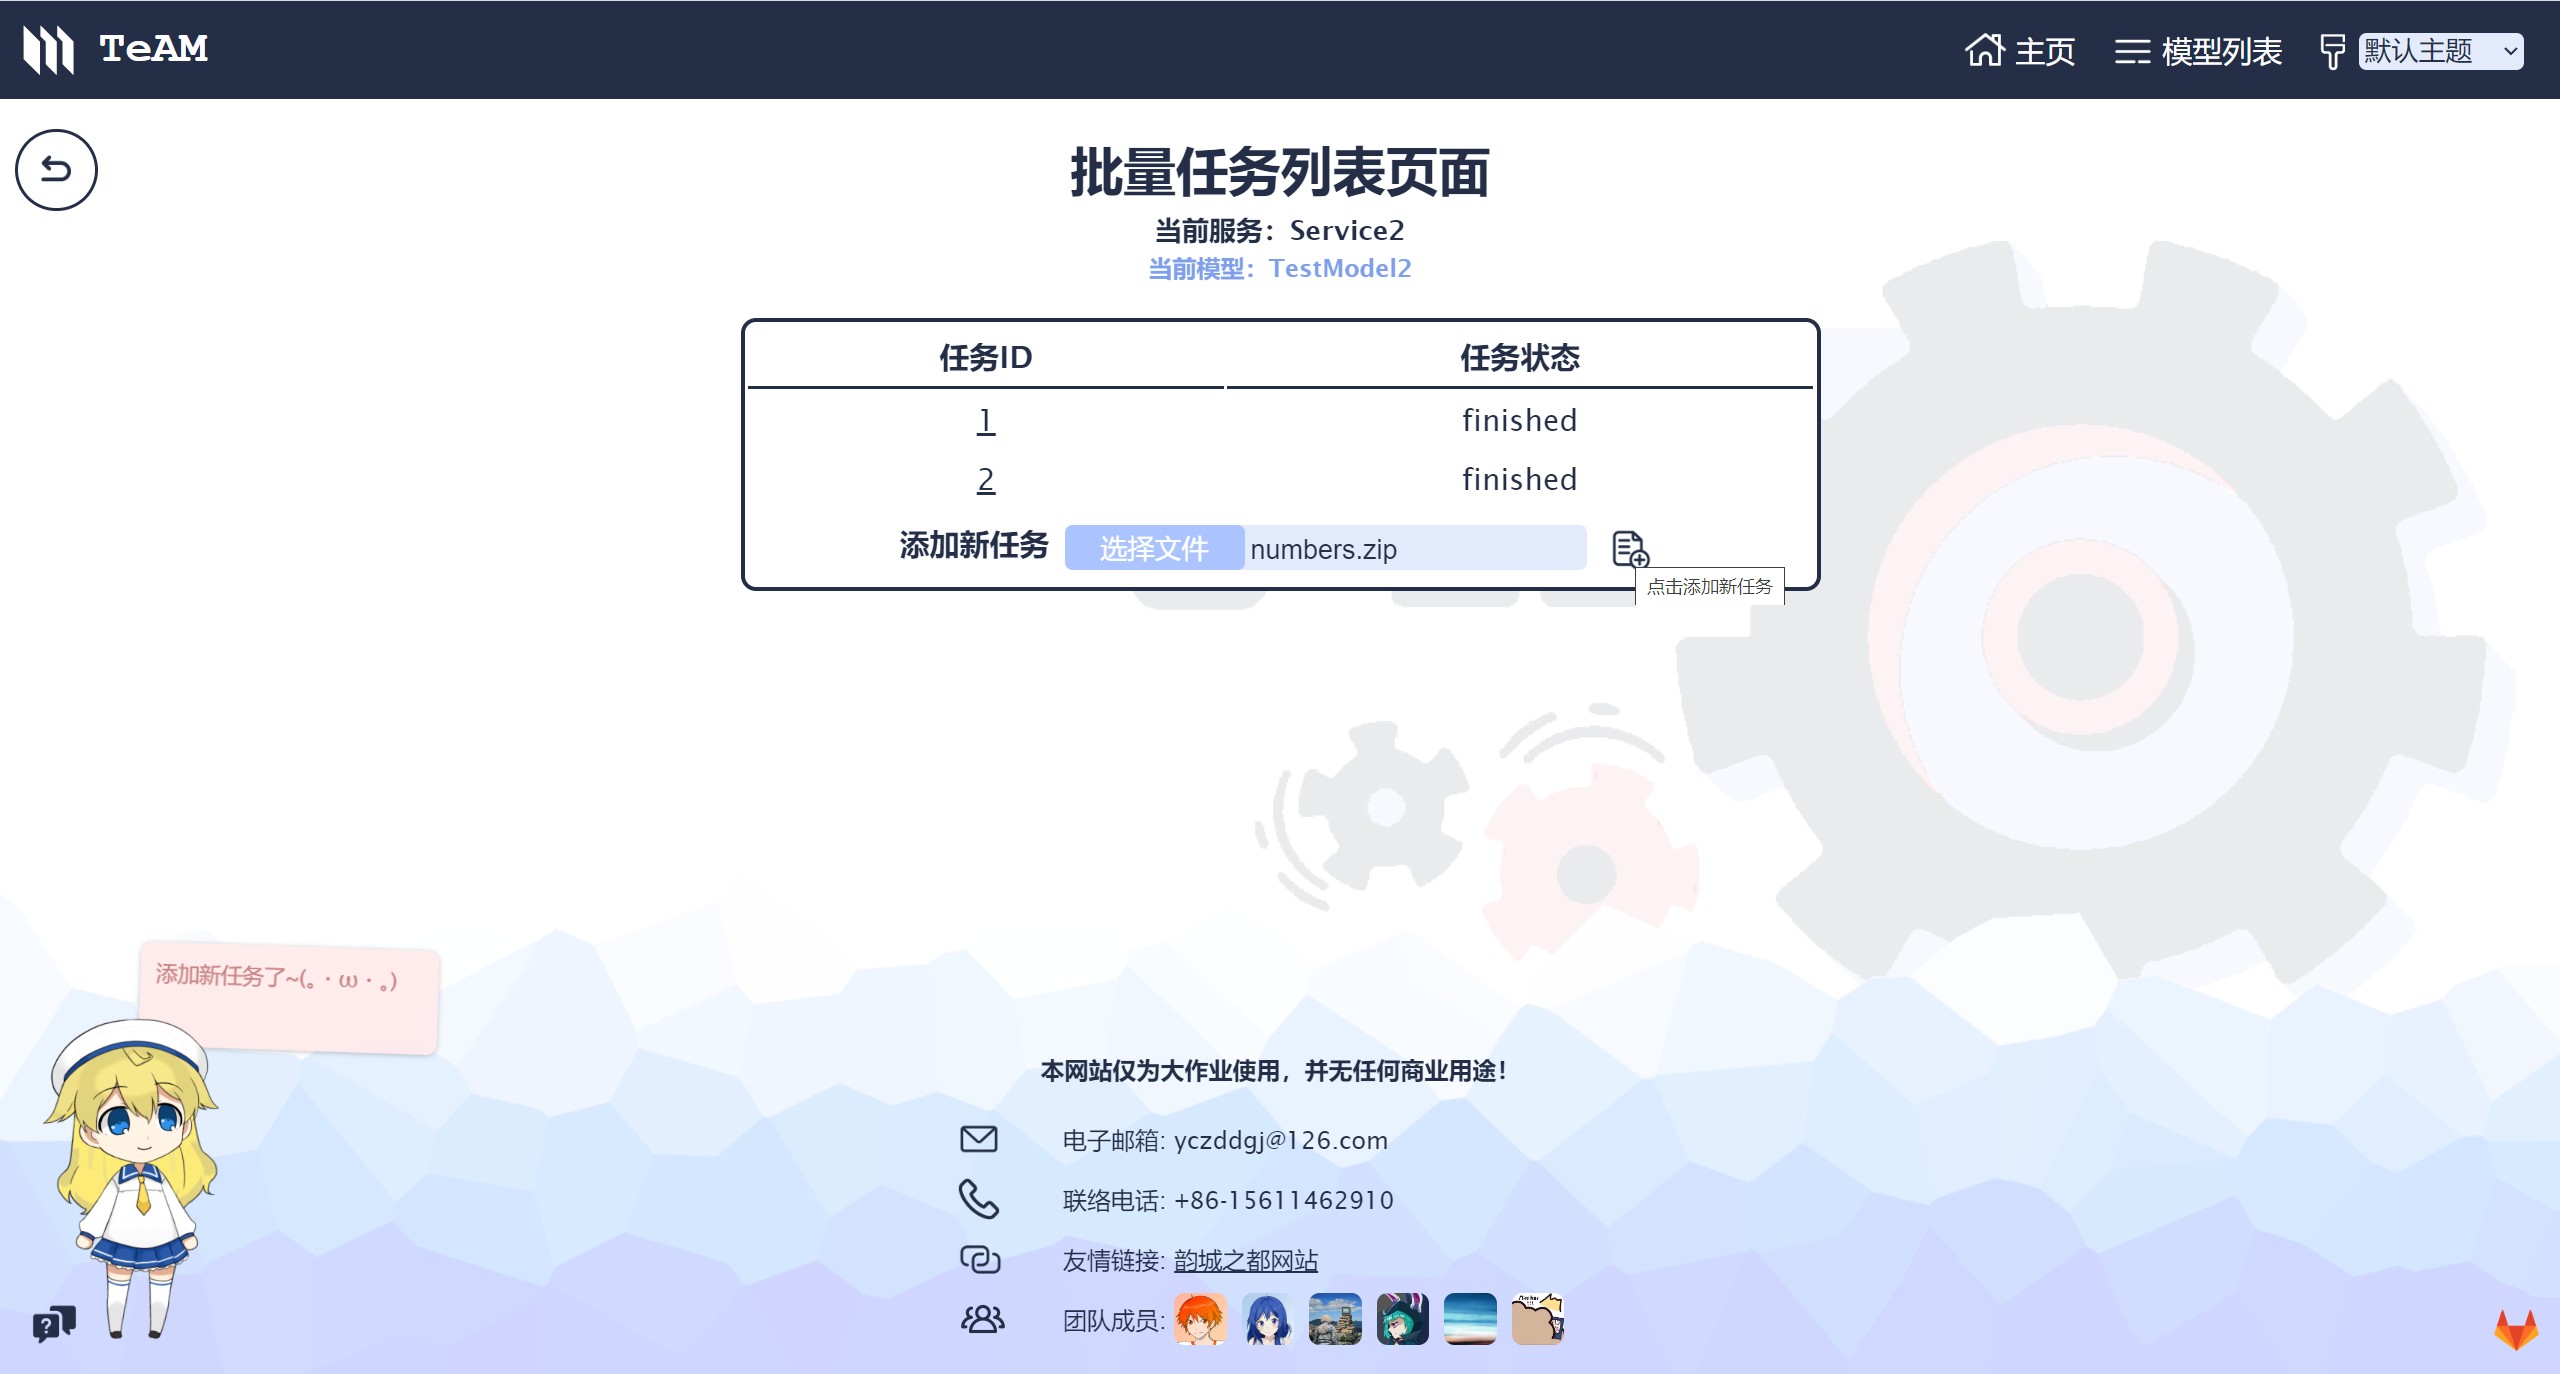 TeAM
主页
模型列表
默认主题
批量任务列表页面
当前服务：Service2
当前模型：TestModel2
任务ID 任务状态
1 finished
2 finished
添加新任务 选择文件 numbers.zip
点击添加新任务
添加新任务了~(。· ω · 。)
本网站仅为大作业使用，并无任何商业用途！
电子邮箱: yczddgj@126.com
联络电话: +86-15611462910
友情链接: 韵城之都网站
团队成员: